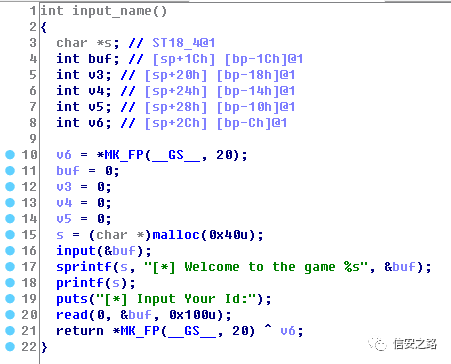 1 int input_name()
2 {
3 char *s; // ST18_4@1
4 int buf; // [sp+1Ch] [bp-1Ch]@1
5 int v3; // [sp+20h] [bp-18h]@1
6 int v4; // [sp+24h] [bp-14h]@1
7 int v5; // [sp+28h] [bp-10h]@1
8 int v6; // [sp+2Ch] [bp-Ch]@1
9
10 v6 = *MK_FP(__GS__, 20);
11 buf = 0;
12 v3 = 0;
13 v4 = 0;
14 v5 = 0;
15 s = (char *)malloc(0x40u);
16 input(&buf);
17 sprintf(s, "[*] Welcome to the game %s", &buf);
18 printf(s);
19 puts("[*] Input Your Id:");
20 read(0, &buf, 0x100u);
21 return *MK_FP(__GS__, 20) ^ v6;
22 }
信安之路